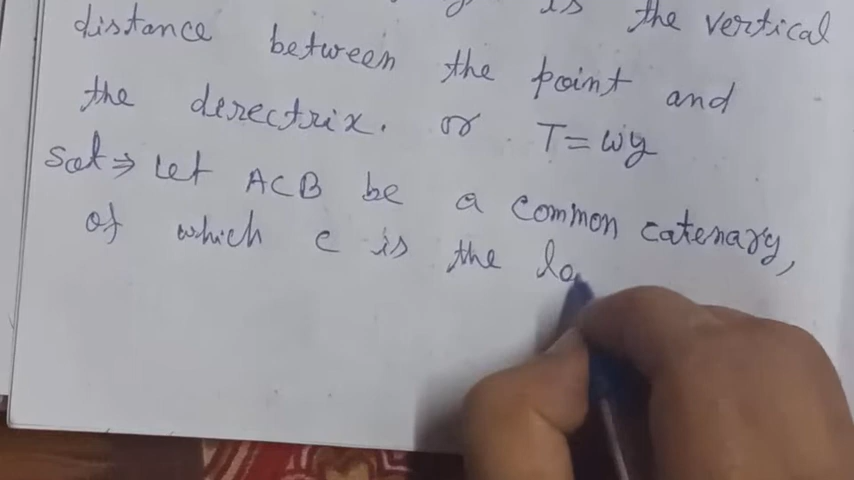 is the vertical
distance between the point and
the derectrix. or T = wy
Sol ⇒ Let ACB be a common catenary,
of which c is the lo